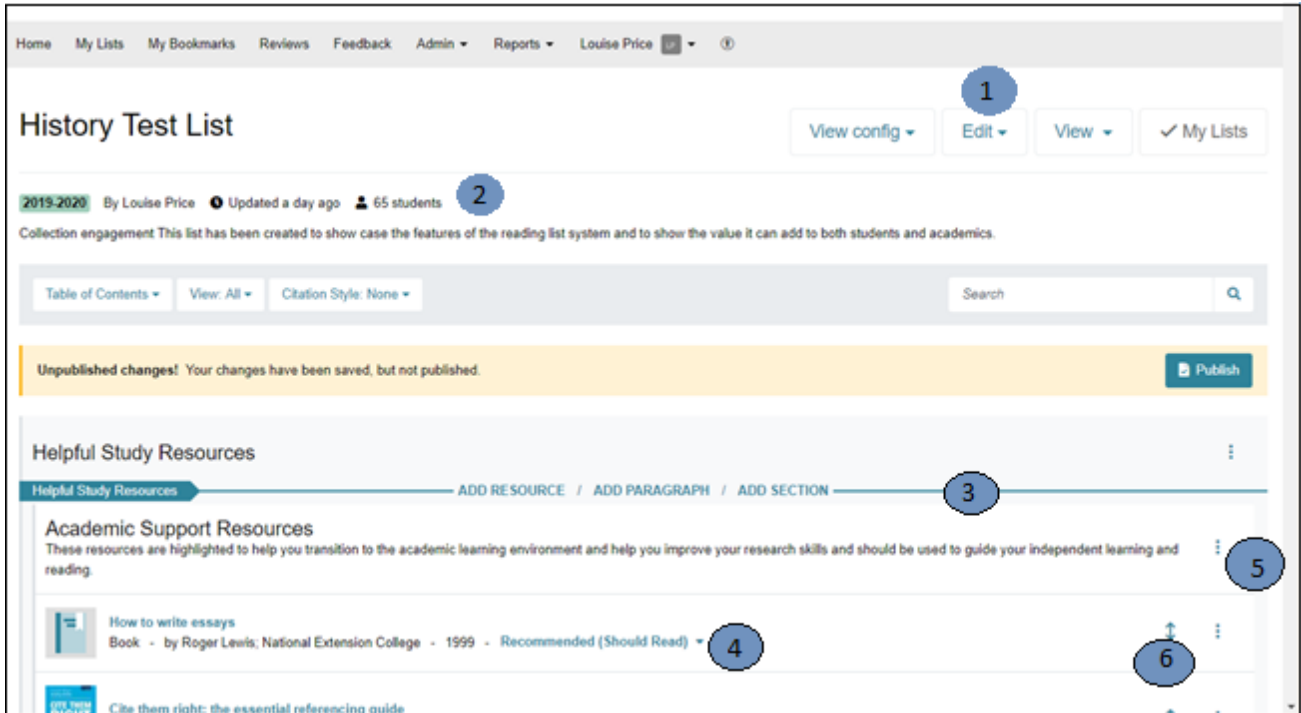 Home My Lists My Bookmarks Reviews Feedback Admin Reports Louise Price LP
1
History Test List
View config Edit View My Lists
2019-2020 By Louise Price Updated a day ago 65 students 2
Collection engagement This list has been created to show case the features of the reading list system and to show the value it can add to both students and academics.
Table of Contents View: All Citation Style: None Search
Unpublished changes! Your changes have been saved, but not published. Publish
Helpful Study Resources
Helpful Study Resources ADD RESOURCE / ADD PARAGRAPH / ADD SECTION 3
Academic Support Resources
These resources are highlighted to help you transition to the academic learning environment and help you improve your research skills and should be used to guide your independent learning and
reading.
5
How to write essays
Book - by Roger Lewis; National Extension College - 1999 - Recommended (Should Read) 4
6
CITE THEM
Cite them right: the essential referencing guide